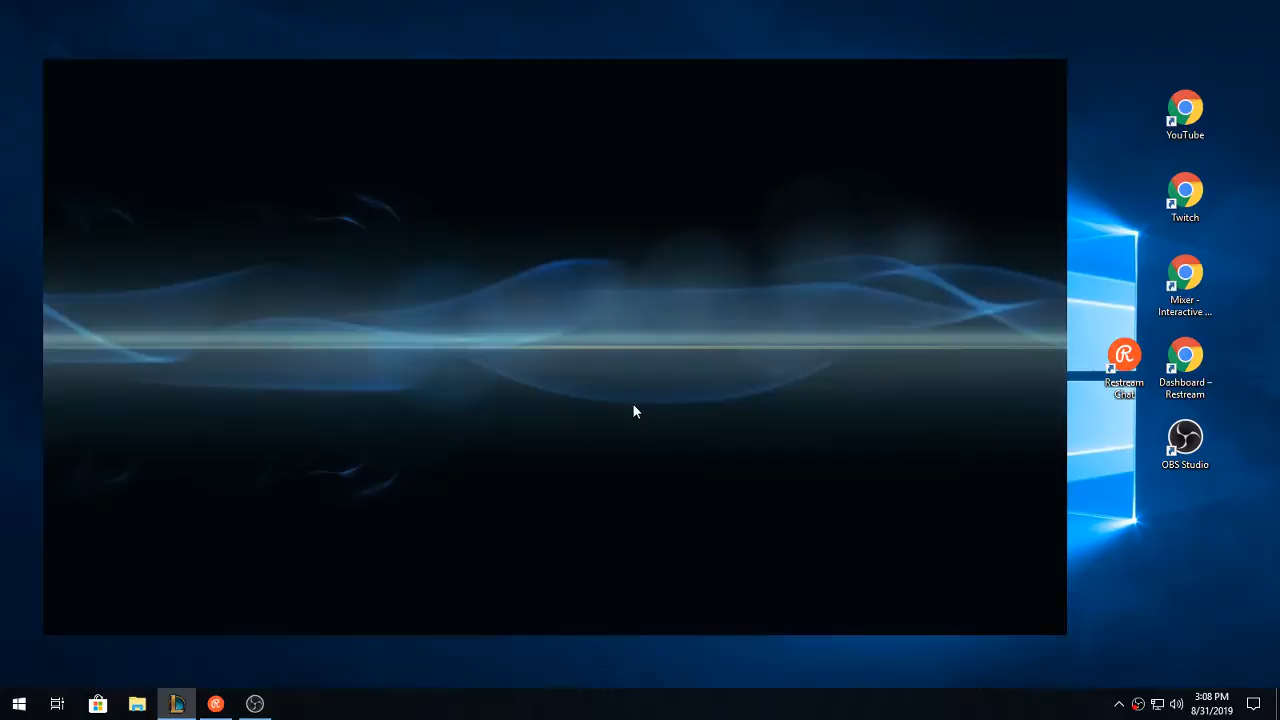 YouTube
Twitch
Mixer -
Interactive ...
Restream
Chat
Dashboard –
Restream
OBS Studio
3:08 PM
8/31/2019